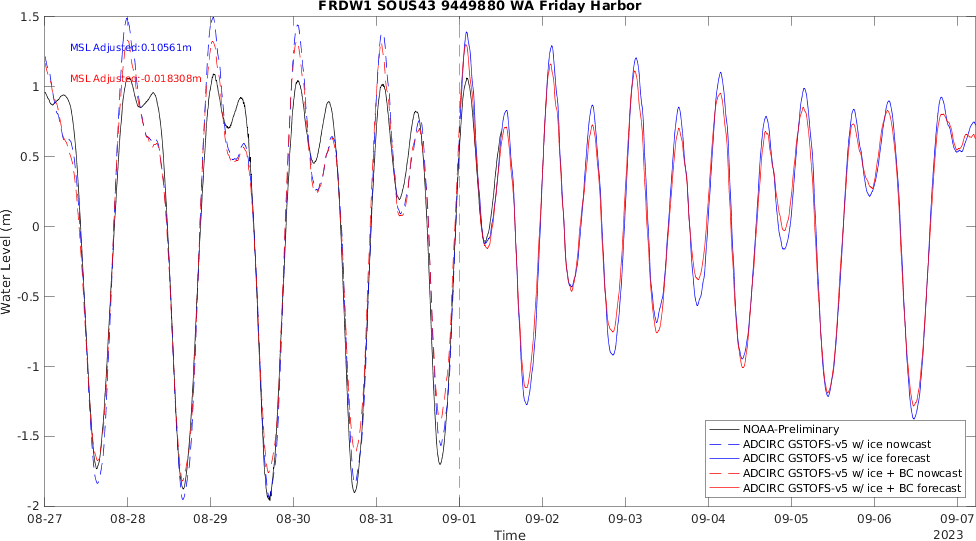 FRDW1 SOUS43 9449880 WA Friday Harbor
1.5
1
0.5
0
-0.5
-1
-1.5
-2
Water Level (m)
MSL Adjusted:0.10561m
MSL Adjusted:-0.018308m
NOAA-Preliminary
ADCIRC GSTOFS-v5 w/ ice nowcast
ADCIRC GSTOFS-v5 w/ ice forecast
ADCIRC GSTOFS-v5 w/ ice + BC nowcast
ADCIRC GSTOFS-v5 w/ ice + BC forecast
08-27 08-28 08-29 08-30 08-31 09-01 09-02 09-03 09-04 09-05 09-06 09-07
Time
2023